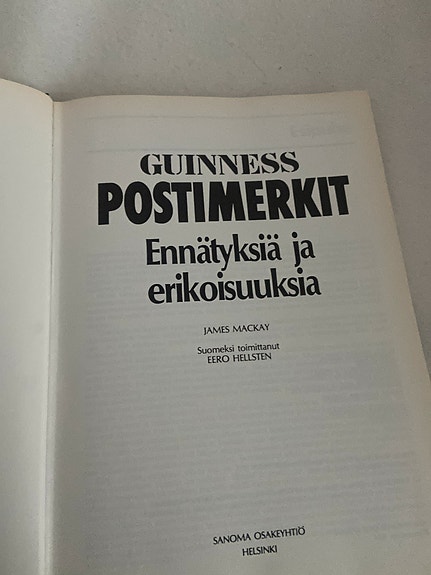 GUINNESS
POSTIMERKIT
Ennätyksiä ja
erikoisuuksia
JAMES MACKAY
Suomeksi toimittanut
EERO HELLSTEN
SANOMA OSAKEYHTIÖ
HELSINKI